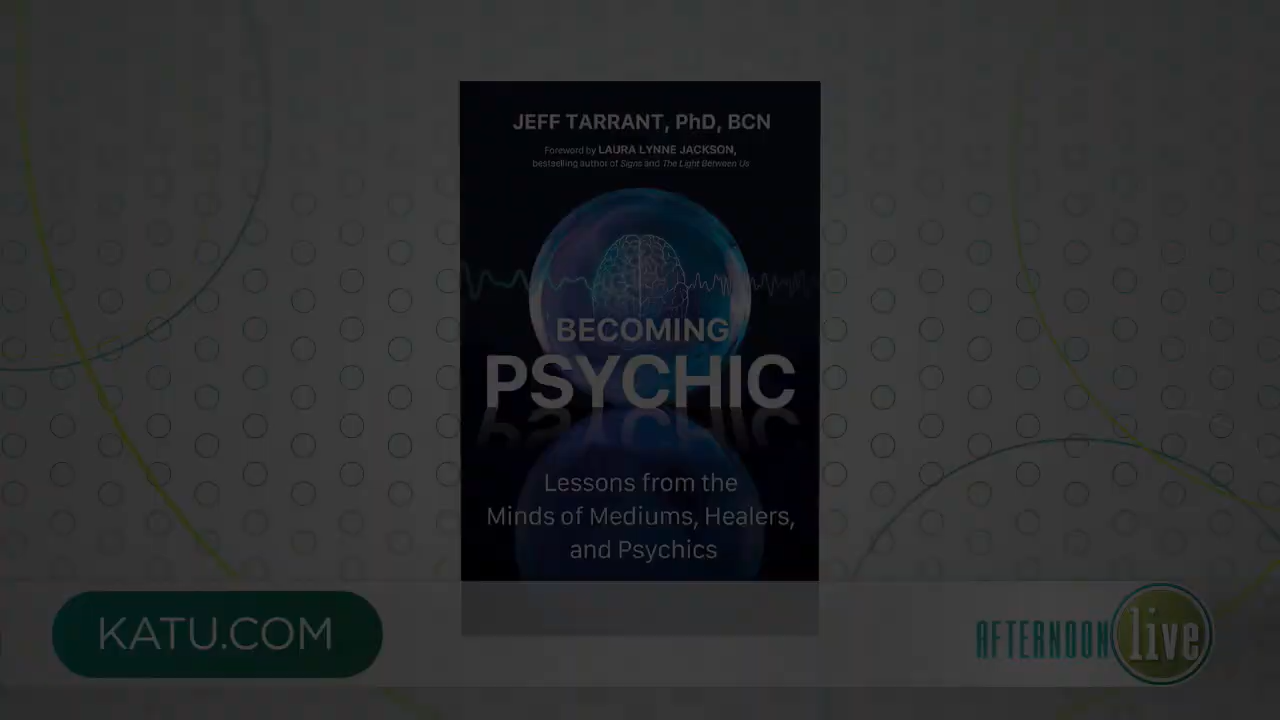 JEFF TARRANT, PhD, BCN
Foreword by LAURA LYNNE JACKSON,
bestselling author of Signs and The Light Between Us
BECOMING
PSYCHIC
Lessons from the
Minds of Mediums, Healers,
and Psychics
KATU.COM
AFTERNOON live